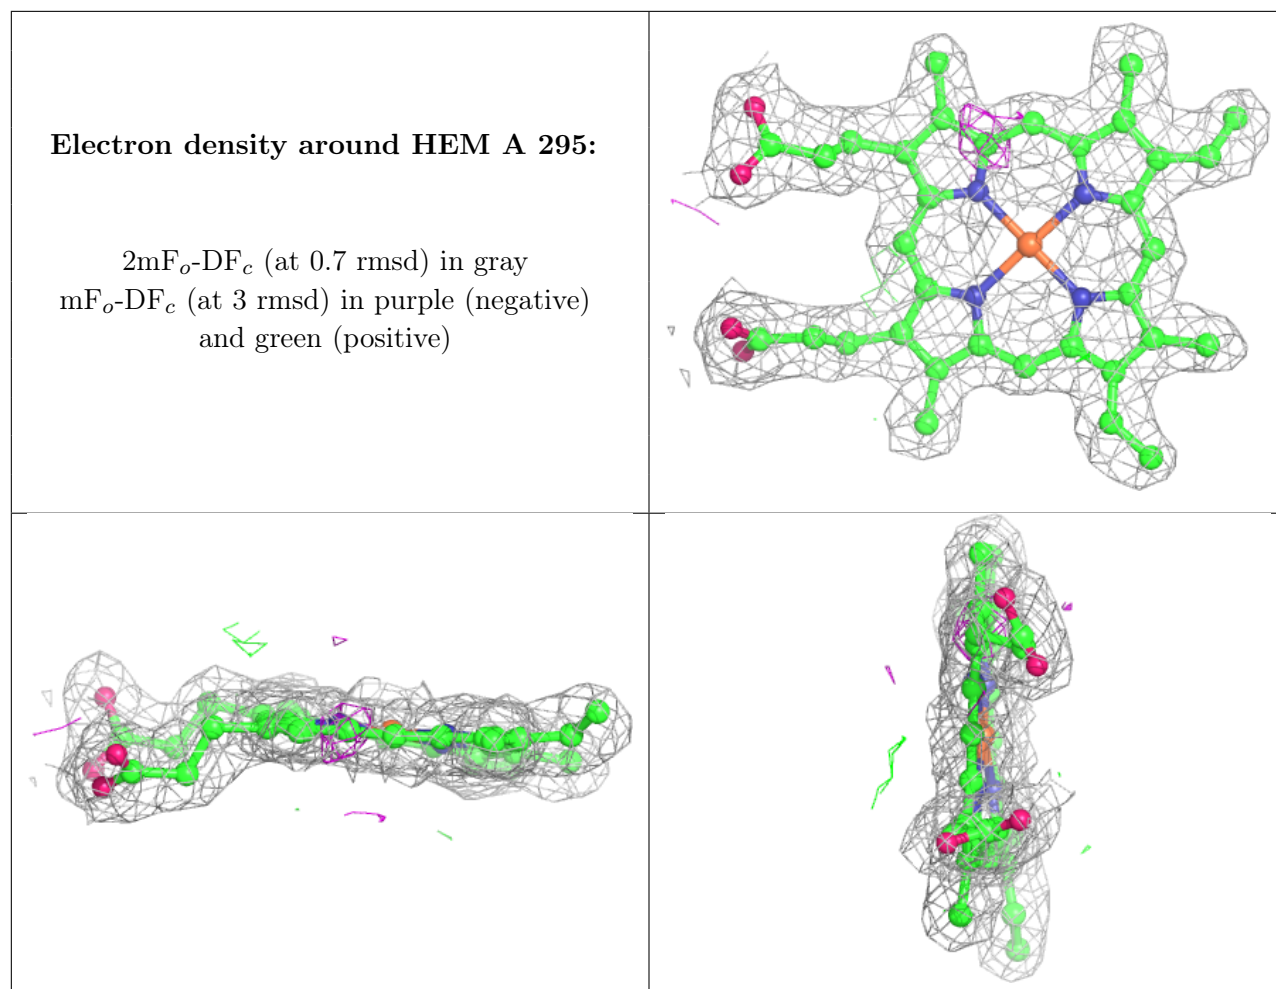 Electron density around HEM A 295:
2mFo-DFc (at 0.7 rmsd) in gray
mFo-DFc (at 3 rmsd) in purple (negative)
and green (positive)